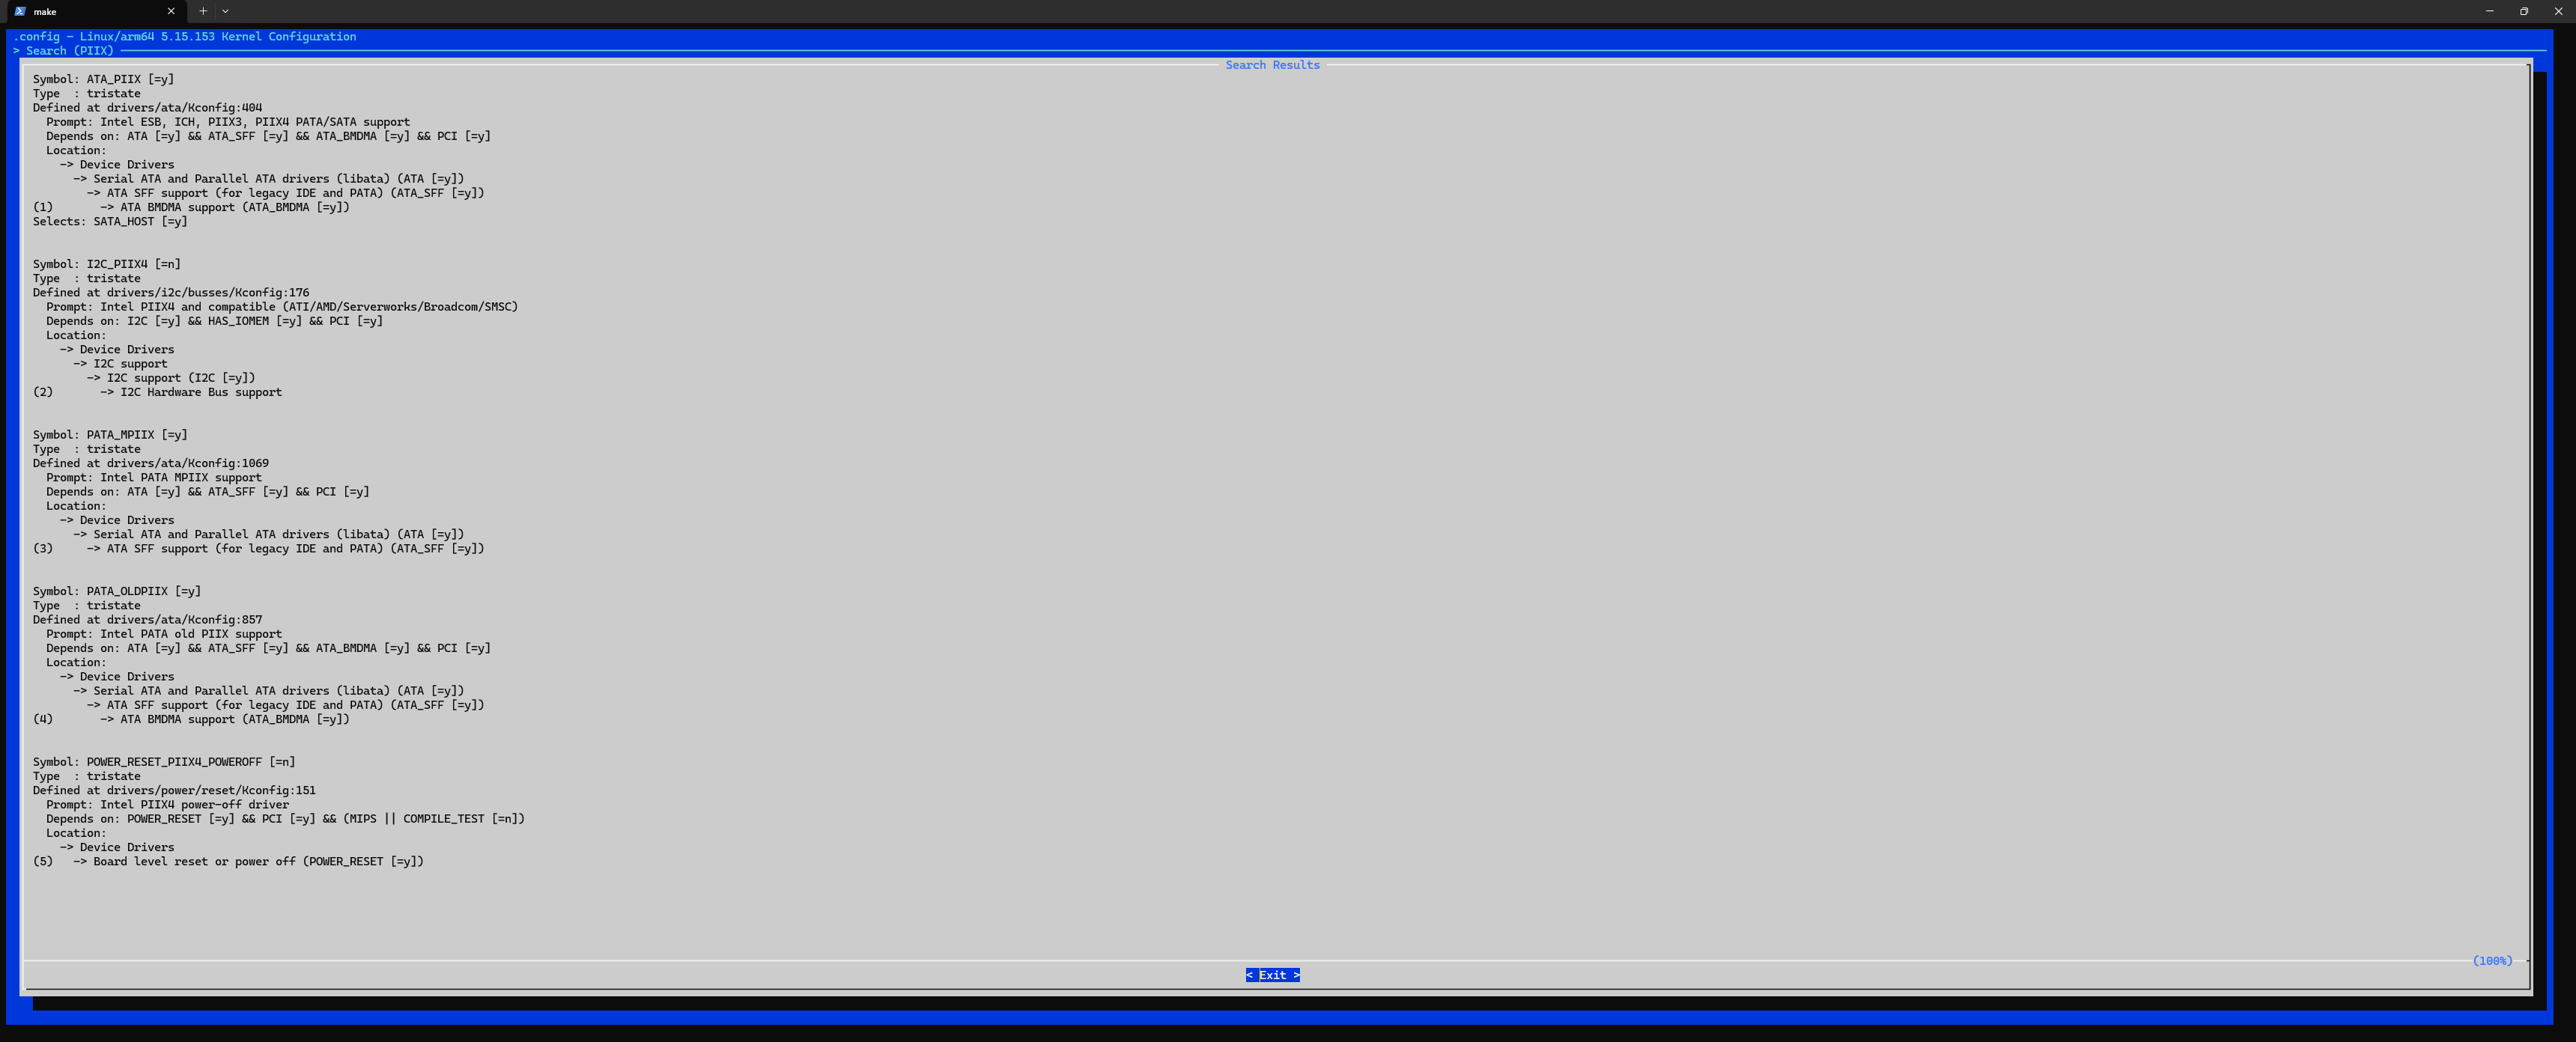 make
.config - Linux/arm64 5.15.153 Kernel Configuration
> Search (PIIX)
Search Results
Symbol: ATA_PIIX [=y]
Type  : tristate
Defined at drivers/ata/Kconfig:404
  Prompt: Intel ESB, ICH, PIIX3, PIIX4 PATA/SATA support
  Depends on: ATA [=y] && ATA_SFF [=y] && ATA_BMDMA [=y] && PCI [=y]
  Location:
    -> Device Drivers
      -> Serial ATA and Parallel ATA drivers (libata) (ATA [=y])
        -> ATA SFF support (for legacy IDE and PATA) (ATA_SFF [=y])
(1)       -> ATA BMDMA support (ATA_BMDMA [=y])
Selects: SATA_HOST [=y]
Symbol: I2C_PIIX4 [=n]
Type  : tristate
Defined at drivers/i2c/busses/Kconfig:176
  Prompt: Intel PIIX4 and compatible (ATI/AMD/Serverworks/Broadcom/SMSC)
  Depends on: I2C [=y] && HAS_IOMEM [=y] && PCI [=y]
  Location:
    -> Device Drivers
      -> I2C support
        -> I2C support (I2C [=y])
(2)       -> I2C Hardware Bus support
Symbol: PATA_MPIIX [=y]
Type  : tristate
Defined at drivers/ata/Kconfig:1069
  Prompt: Intel PATA MPIIX support
  Depends on: ATA [=y] && ATA_SFF [=y] && PCI [=y]
  Location:
    -> Device Drivers
      -> Serial ATA and Parallel ATA drivers (libata) (ATA [=y])
(3)     -> ATA SFF support (for legacy IDE and PATA) (ATA_SFF [=y])
Symbol: PATA_OLDPIIX [=y]
Type  : tristate
Defined at drivers/ata/Kconfig:857
  Prompt: Intel PATA old PIIX support
  Depends on: ATA [=y] && ATA_SFF [=y] && ATA_BMDMA [=y] && PCI [=y]
  Location:
    -> Device Drivers
      -> Serial ATA and Parallel ATA drivers (libata) (ATA [=y])
        -> ATA SFF support (for legacy IDE and PATA) (ATA_SFF [=y])
(4)       -> ATA BMDMA support (ATA_BMDMA [=y])
Symbol: POWER_RESET_PIIX4_POWEROFF [=n]
Type  : tristate
Defined at drivers/power/reset/Kconfig:151
  Prompt: Intel PIIX4 power-off driver
  Depends on: POWER_RESET [=y] && PCI [=y] && (MIPS || COMPILE_TEST [=n])
  Location:
    -> Device Drivers
(5)   -> Board level reset or power off (POWER_RESET [=y])
(100%)
< Exit >